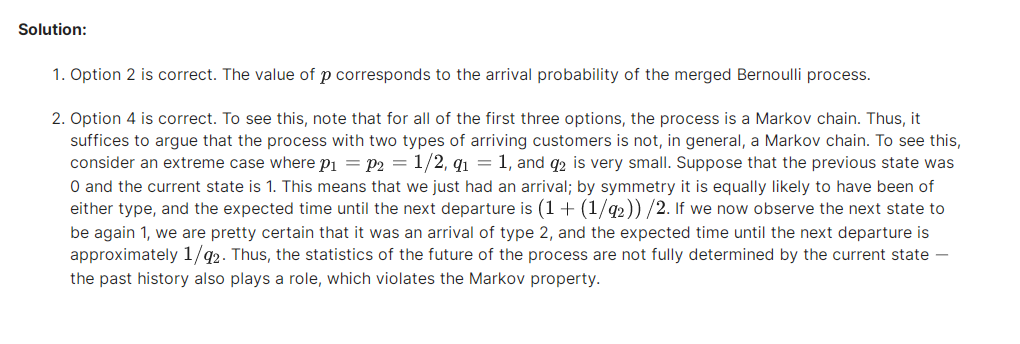 Solution:
1. Option 2 is correct. The value of p corresponds to the arrival probability of the merged Bernoulli process.
2. Option 4 is correct. To see this, note that for all of the first three options, the process is a Markov chain. Thus, it
suffices to argue that the process with two types of arriving customers is not, in general, a Markov chain. To see this,
consider an extreme case where p₁ = p₂ = 1/2, q₁ = 1, and q₂ is very small. Suppose that the previous state was
0 and the current state is 1. This means that we just had an arrival; by symmetry it is equally likely to have been of
either type, and the expected time until the next departure is (1 + (1/q₂)) /2. If we now observe the next state to
be again 1, we are pretty certain that it was an arrival of type 2, and the expected time until the next departure is
approximately 1/q₂. Thus, the statistics of the future of the process are not fully determined by the current state —
the past history also plays a role, which violates the Markov property.